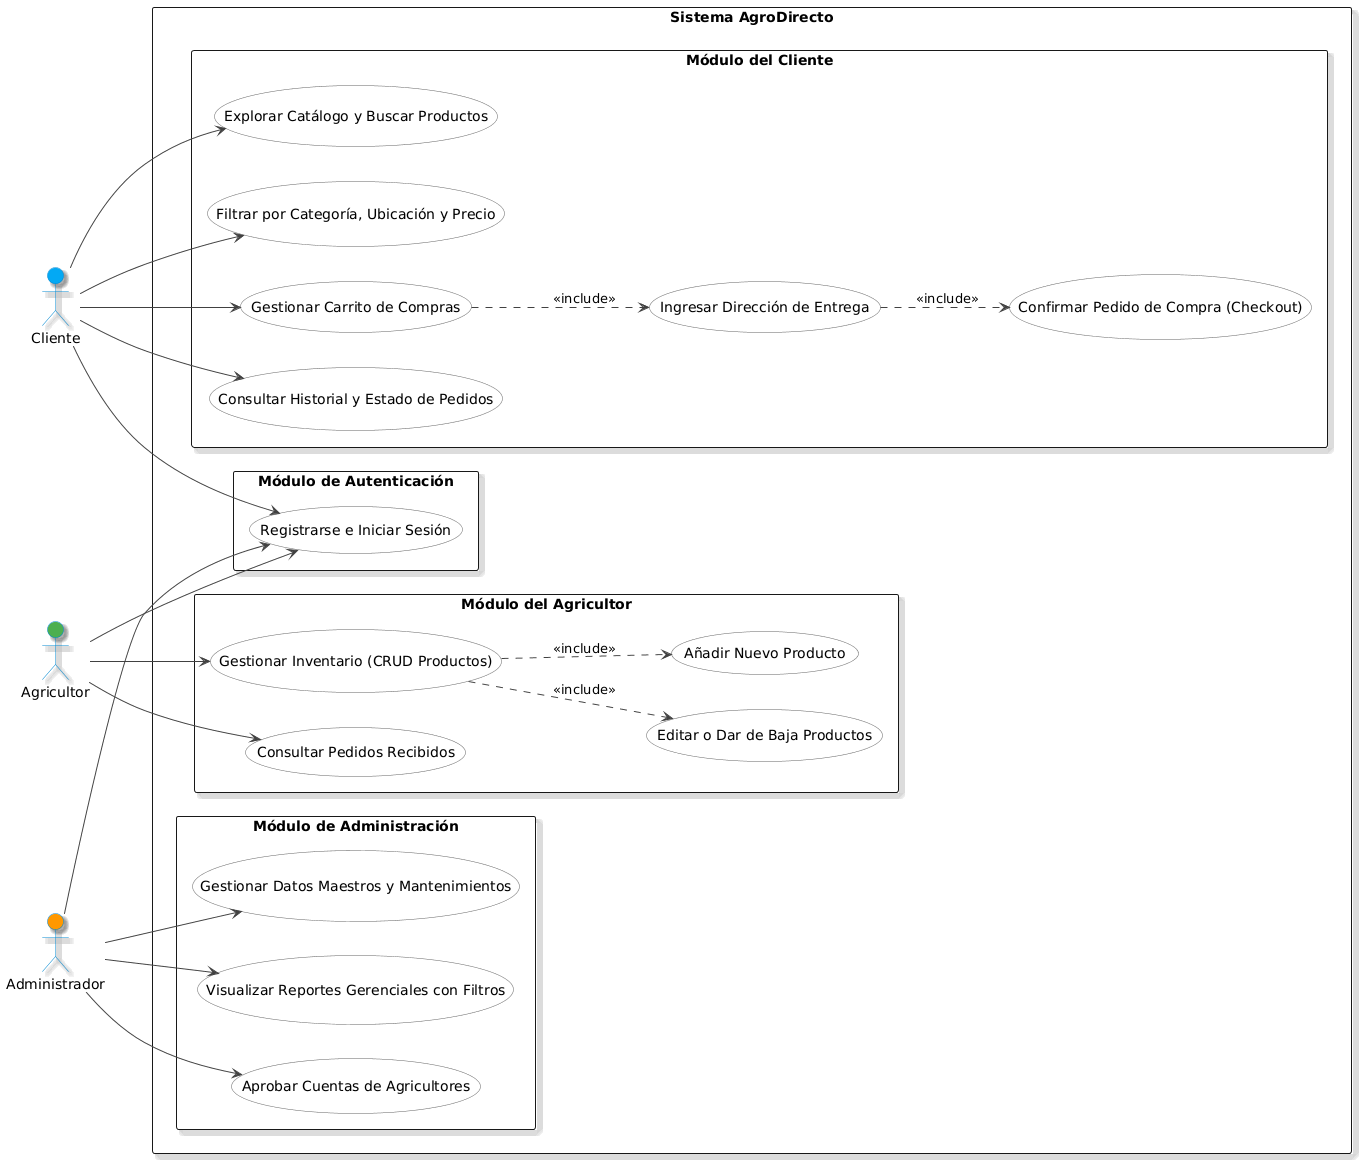 Sistema AgroDirecto
Módulo del Cliente
Explorar Catálogo y Buscar Productos
Filtrar por Categoría, Ubicación y Precio
Cliente
Gestionar Carrito de Compras
«include»
Ingresar Dirección de Entrega
«include»
Confirmar Pedido de Compra (Checkout)
Consultar Historial y Estado de Pedidos
Módulo de Autenticación
Registrarse e Iniciar Sesión
Módulo del Agricultor
Agricultor
Gestionar Inventario (CRUD Productos)
«include»
Añadir Nuevo Producto
«include»
Editar o Dar de Baja Productos
Consultar Pedidos Recibidos
Módulo de Administración
Gestionar Datos Maestros y Mantenimientos
Administrador
Visualizar Reportes Gerenciales con Filtros
Aprobar Cuentas de Agricultores